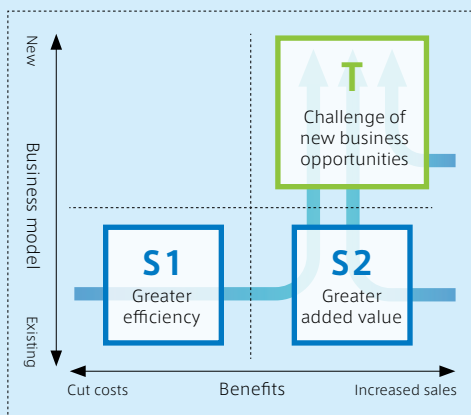 New
Business model
Existing
T
Challenge of
new business
opportunities
S1
Greater
efficiency
S2
Greater
added value
Cut costs
Benefits
Increased sales